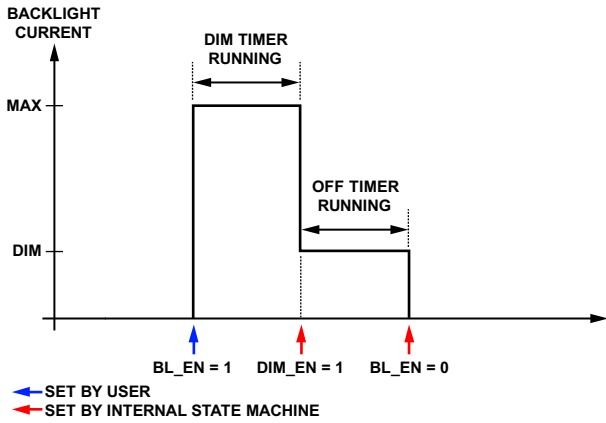 BACKLIGHT
CURRENT
DIM TIMER
RUNNING
MAX
OFF TIMER
RUNNING
DIM
BL_EN = 1
DIM_EN = 1
BL_EN = 0
SET BY USER
SET BY INTERNAL STATE MACHINE